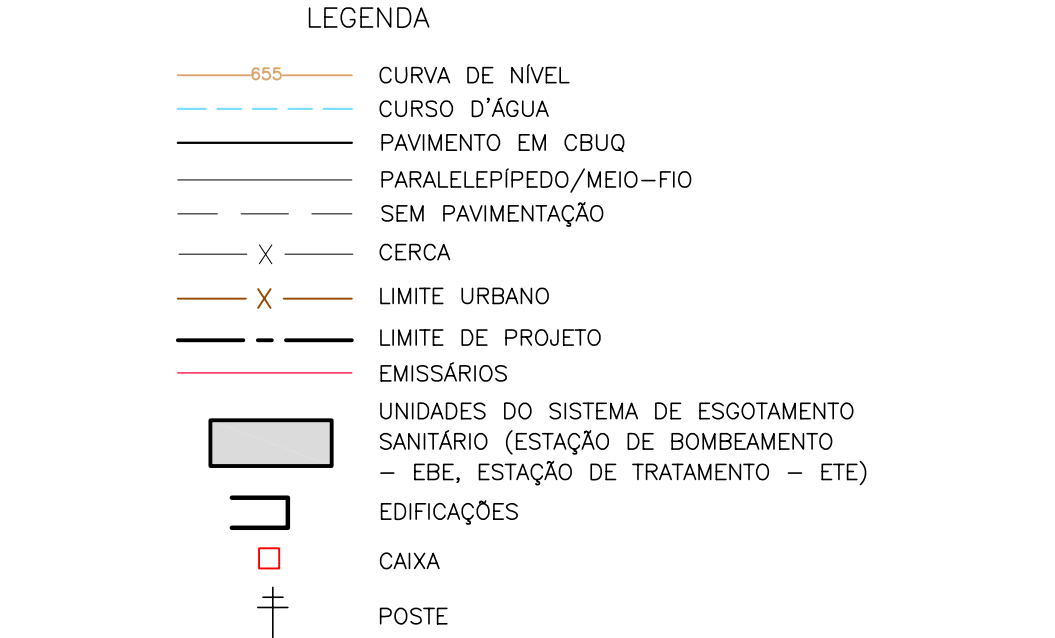 LEGENDA
655 CURVA DE NÍVEL
CURSO D'ÁGUA
PAVIMENTO EM CBUQ
PARALELEPÍPEDO/MEIO-FIO
SEM PAVIMENTAÇÃO
X CERCA
X LIMITE URBANO
LIMITE DE PROJETO
EMISSÁRIOS
UNIDADES DO SISTEMA DE ESGOTAMENTO
SANITÁRIO (ESTAÇÃO DE BOMBEAMENTO
- EBE, ESTAÇÃO DE TRATAMENTO - ETE)
EDIFICAÇÕES
CAIXA
POSTE